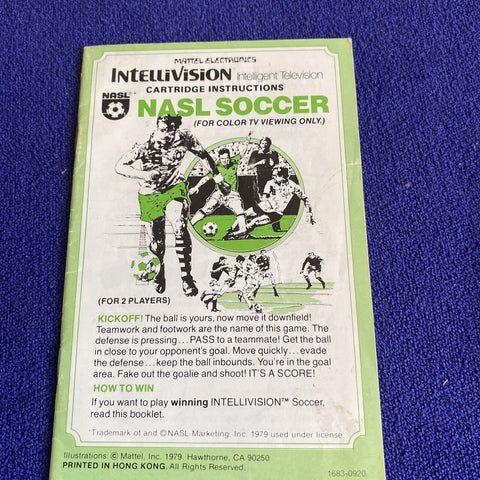 MATTEL ELECTRONICS
INTELLIVISION Intelligent Television
CARTRIDGE INSTRUCTIONS
NASL
NASL SOCCER
(FOR COLOR TV VIEWING ONLY.)
(FOR 2 PLAYERS)
KICKOFF! The ball is yours, now move it downfield!
Teamwork and footwork are the name of this game. The
defense is pressing...PASS to a teammate! Get the ball
in close to your opponent's goal. Move quickly...evade
the defense...keep the ball inbounds. You're in the goal
area. Fake out the goalie and shoot! IT'S A SCORE!
HOW TO WIN
If you want to play winning INTELLIVISION™ Soccer,
read this booklet.
*Trademark of and ©NASL Marketing, Inc. 1979 used under license.
Illustrations: © Mattel, Inc. 1979. Hawthorne, CA 90250
PRINTED IN HONG KONG. All Rights Reserved.
1683-0920